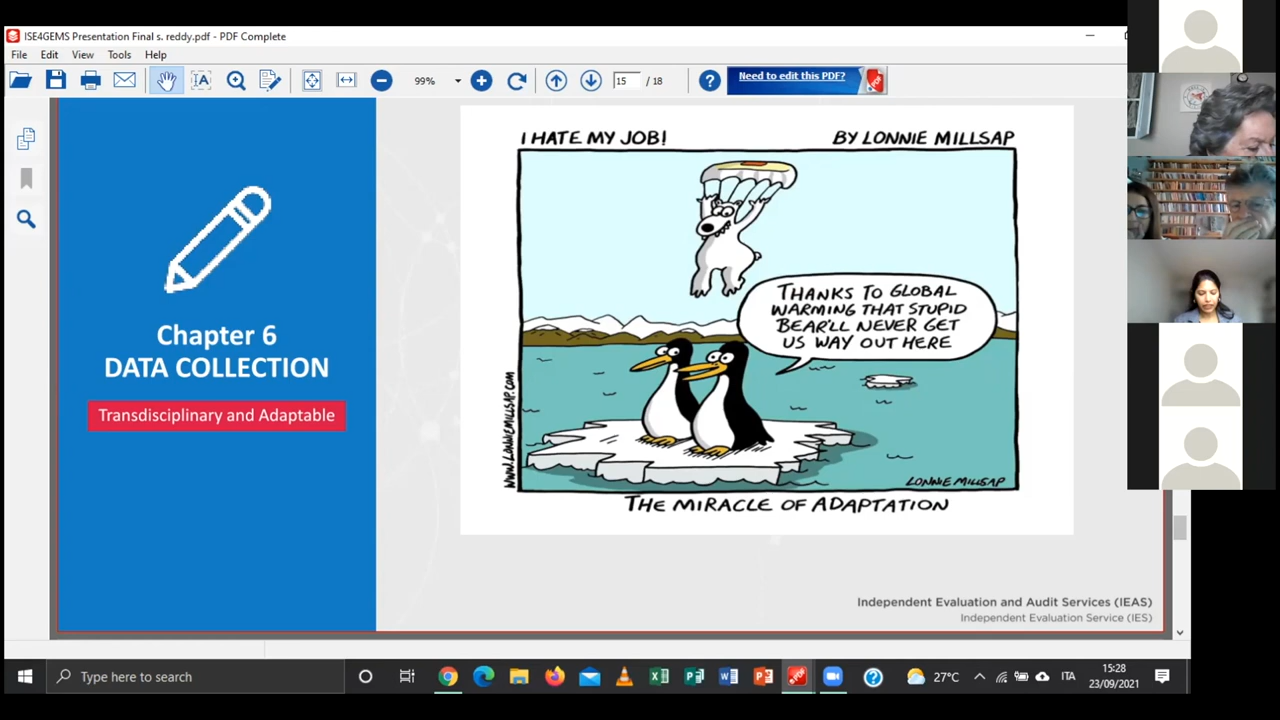 ISE4GEMS Presentation Final s. reddy.pdf - PDF Complete
File Edit View Tools Help
99% 15 / 18 Need to edit this PDF?
Chapter 6
DATA COLLECTION
Transdisciplinary and Adaptable
I HATE MY JOB! BY LONNIE MILLSAP
THANKS TO GLOBAL
WARMING THAT STUPID
BEAR'LL NEVER GET
US WAY OUT HERE
WWW.LONNIEMILLSAP.COM
LONNIE MILLSAP
THE MIRACLE OF ADAPTATION
Independent Evaluation and Audit Services (IEAS)
Independent Evaluation Service (IES)
Type here to search
27°C ITA
15:28
23/09/2021